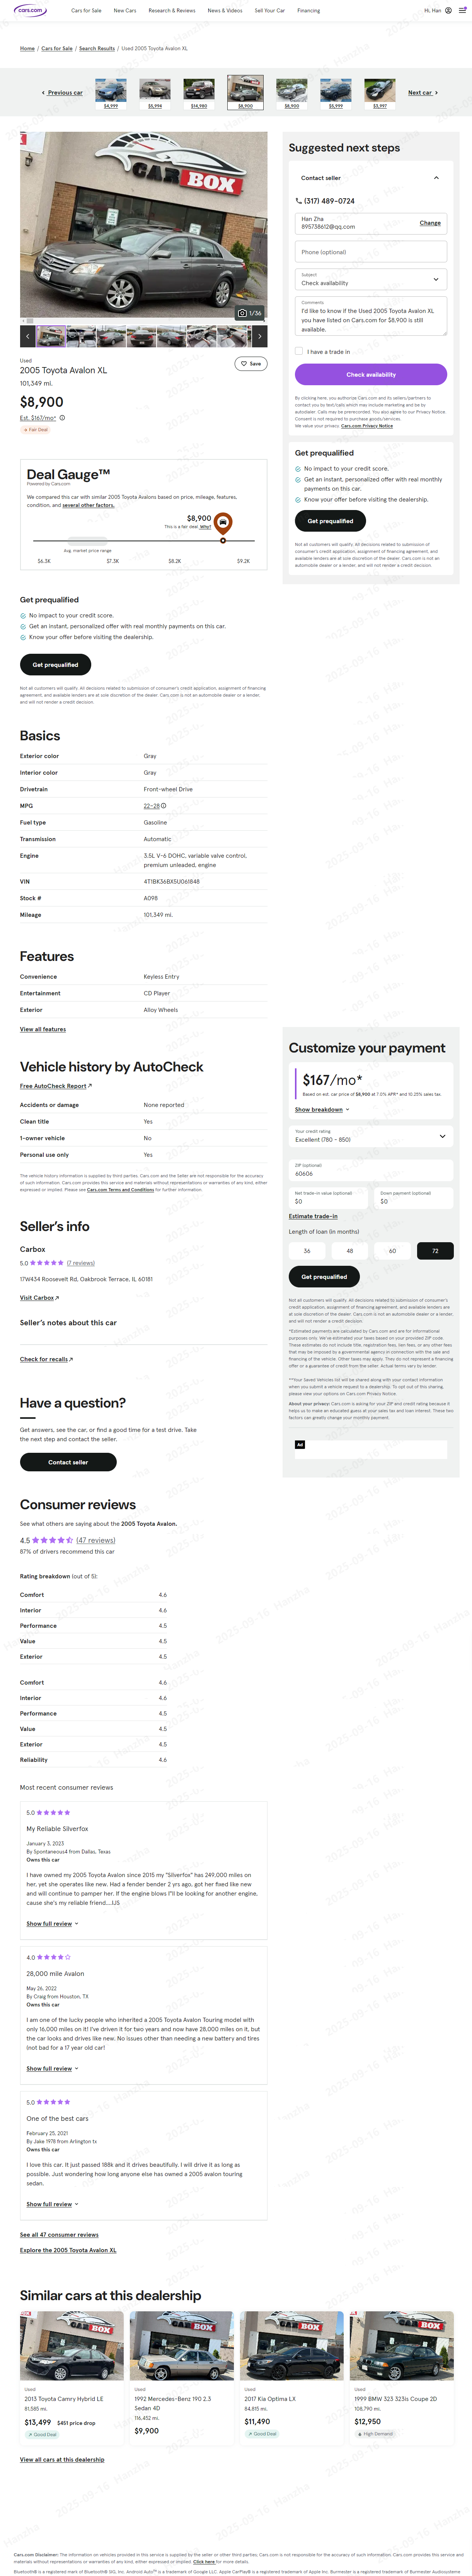 cars.com
Cars for Sale New Cars Research & Reviews News & Videos Sell Your Car Financing Hi, Han
Home / Cars for Sale / Search Results / Used 2005 Toyota Avalon XL
Previous car $4,999 $5,994 $14,980 $8,900 $8,900 $5,999 $5,997 Next car
CAR BOX
1/36
Used
Save
2005 Toyota Avalon XL
101,349 mi.
$8,900
Est. $167/mo*
Fair Deal
Deal Gauge™
Powered by Cars.com
We compared this car with similar 2005 Toyota Avalons based on price, mileage, features,
condition, and several other factors.
$8,900
This is a fair deal. Why?
Avg. market price range
$6.3K $7.3K $8.2K $9.2K
Get prequalified
No impact to your credit score.
Get an instant, personalized offer with real monthly payments on this car.
Know your offer before visiting the dealership.
Get prequalified
Not all customers will qualify. All decisions related to submission of consumer's credit application, assignment of financing
agreement, and available lenders are at sole discretion of the dealer. Cars.com is not an automobile dealer or a lender,
and will not render a credit decision.
Basics
Exterior color Gray
Interior color Gray
Drivetrain Front-wheel Drive
MPG 22–28
Fuel type Gasoline
Transmission Automatic
Engine 3.5L V-6 DOHC, variable valve control,
premium unleaded, engine
VIN 4T1BK36BX5U061848
Stock # A098
Mileage 101,349 mi.
Features
Convenience Keyless Entry
Entertainment CD Player
Exterior Alloy Wheels
View all features
Vehicle history by AutoCheck
Free AutoCheck Report
Accidents or damage None reported
Clean title Yes
1-owner vehicle No
Personal use only Yes
The vehicle history information is supplied by third parties. Cars.com and the Seller are not responsible for the accuracy
of such information. Cars.com provides this service and materials without representations or warranties of any kind, either
expressed or implied. Please see Cars.com Terms and Conditions for further information.
Seller's info
Carbox
5.0 (7 reviews)
17W434 Roosevelt Rd, Oakbrook Terrace, IL 60181
Visit Carbox
Seller's notes about this car
Check for recalls
Have a question?
Get answers, see the car, or find a good time for a test drive. Take
the next step and contact the seller.
Contact seller
Consumer reviews
See what others are saying about the 2005 Toyota Avalon.
4.5 (47 reviews)
87% of drivers recommend this car
Rating breakdown (out of 5):
Comfort 4.6
Interior 4.6
Performance 4.5
Value 4.5
Exterior 4.5
Comfort 4.6
Interior 4.6
Performance 4.5
Value 4.5
Exterior 4.5
Reliability 4.6
Most recent consumer reviews
5.0
My Reliable Silverfox
January 3, 2023
By Spontaneous4 from Dallas, Texas
Owns this car
I have owned my 2005 Toyota Avalon since 2015 my "Silverfox" has 249,000 miles on
her, yet she operates like new. Had a fender bender 2 yrs ago, got her fixed like new
and will continue to pamper her. If the engine blows I"ll be looking for another engine,
cause she's my reliable friend....IJS
Show full review
4.0
28,000 mile Avalon
May 26, 2022
By Craig from Houston, TX
Owns this car
I am one of the lucky people who inherited a 2005 Toyota Avalon Touring model with
only 16,000 miles on it! I've driven it for two years and now have 28,000 miles on it, the
the car looks and drives like new. No issues other than needing a new battery and tires
(not bad for a 17 year old car!
Show full review
5.0
One of the best cars
February 25, 2021
By Jake 1978 from Arlington tx
Owns this car
I love this car. It just passed 188k and it drives beautifully. I will drive it as long as
possible. Just wondering how long anyone else has owned a 2005 avalon touring
sedan.
Show full review
See all 47 consumer reviews
Explore the 2005 Toyota Avalon XL
Similar cars at this dealership
Used
2013 Toyota Camry Hybrid LE
81,585 mi.
$13,499 $451 price drop
Good Deal
Used
1992 Mercedes-Benz 190 2.3
Sedan 4D
116,452 mi.
$9,900
Used
2017 Kia Optima LX
84,815 mi.
$11,490
Good Deal
Used
1999 BMW 323 323is Coupe 2D
108,790 mi.
$12,950
High Demand
View all cars at this dealership
Suggested next steps
Contact seller
(317) 489-0724
Han Zha
895738612@qq.com
Change
Phone (optional)
Subject
Check availability
Comments
I'd like to know if the Used 2005 Toyota Avalon XL
you have listed on Cars.com for $8,900 is still
available.
I have a trade in
Check availability
By clicking here, you authorize Cars.com and its sellers/partners to
contact you by text/calls which may include marketing and be by
autodialer. Calls may be prerecorded. You also agree to our Privacy Notice.
Consent is not required to purchase goods/services.
We value your privacy. Cars.com Privacy Notice
Get prequalified
No impact to your credit score.
Get an instant, personalized offer with real monthly
payments on this car.
Know your offer before visiting the dealership.
Get prequalified
Not all customers will qualify. All decisions related to submission of
consumer's credit application, assignment of financing agreement, and
available lenders are at sole discretion of the dealer. Cars.com is not an
automobile dealer or a lender, and will not render a credit decision.
Customize your payment
$167/mo*
Based on est. car price of $8,900 at 7.0% APR* and 10.25% sales tax.
Show breakdown
Your credit rating
Excellent (780 - 850)
ZIP (optional)
60606
Net trade-in value (optional)
$0
Down payment (optional)
$0
Estimate trade-in
Length of loan (in months)
36 48 60 72
Get prequalified
Not all customers will qualify. All decisions related to submission of consumer's
credit application, assignment of financing agreement, and available lenders are
at sole discretion of the dealer. Cars.com is not an automobile dealer or a lender,
and will not render a credit decision.
*Estimated payments are calculated by Cars.com and are for informational
purposes only. We've estimated your taxes based on your provided ZIP code.
These estimates do not include title, registration fees, lien fees, or any other fees
that may be imposed by a governmental agency in connection with the sale and
financing of the vehicle. Other taxes may apply. They do not represent a financing
offer or a guarantee of credit from the seller. Actual terms vary by lender.
***Your Saved Vehicles list will be shared along with your contact information
when you submit a vehicle request to a dealership. To opt out of this sharing,
please view your options on Cars.com Privacy Notice.
About your privacy: Cars.com is asking for your ZIP and credit rating because it
helps us to make an educated guess at your sales tax and loan interest. These two
factors can greatly change your monthly payment.
Ad
Cars.com Disclaimer: The information on vehicles provided in this service is supplied by the seller or other third parties. Cars.com is not responsible for the accuracy of such information. Cars.com provides this service and
materials without representations or warranties of any kind, either expressed or implied. Click here for more details.
2025-09-16 Hanzha